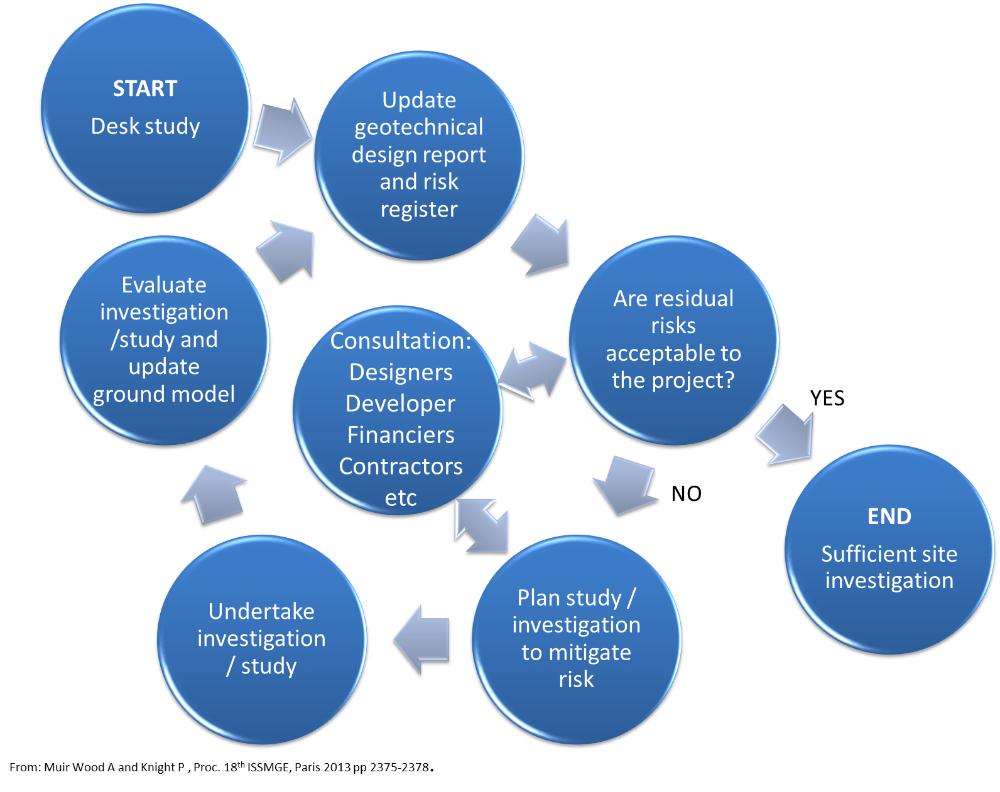 START
Desk study
Update
geotechnical
design report
and risk
register
Evaluate
investigation
/study and
update
ground model
Consultation:
Designers
Developer
Financiers
Contractors
etc
Are residual
risks
acceptable to
the project?
YES
NO
END
Sufficient site
investigation
Undertake
investigation
/ study
Plan study /
investigation
to mitigate
risk
From: Muir Wood A and Knight P , Proc. 18th ISSMGE, Paris 2013 pp 2375-2378.